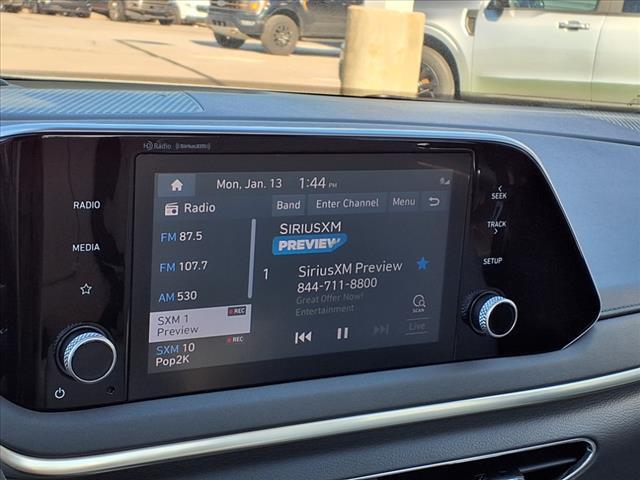 HD Radio (SiriusXM)
Mon, Jan. 13 1:44 PM
Radio
Band
Enter Channel
Menu
FM 87.5
FM 107.7
AM 530
SXM 1
Preview
REC
SXM 10
Pop2K
REC
SIRIUSXM
PREVIEW
1
SiriusXM Preview
844-711-8800
Great Offer Now!
Entertainment
SCAN
Live
RADIO
MEDIA
SEEK
TRACK
SETUP